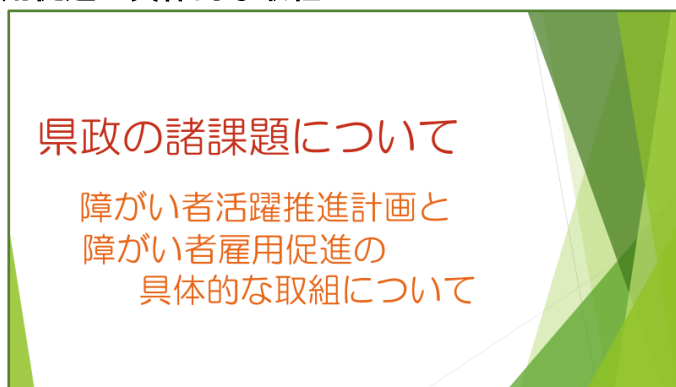 県政の諸課題について
障がい者活躍推進計画と
障がい者雇用促進の
具体的な取組について